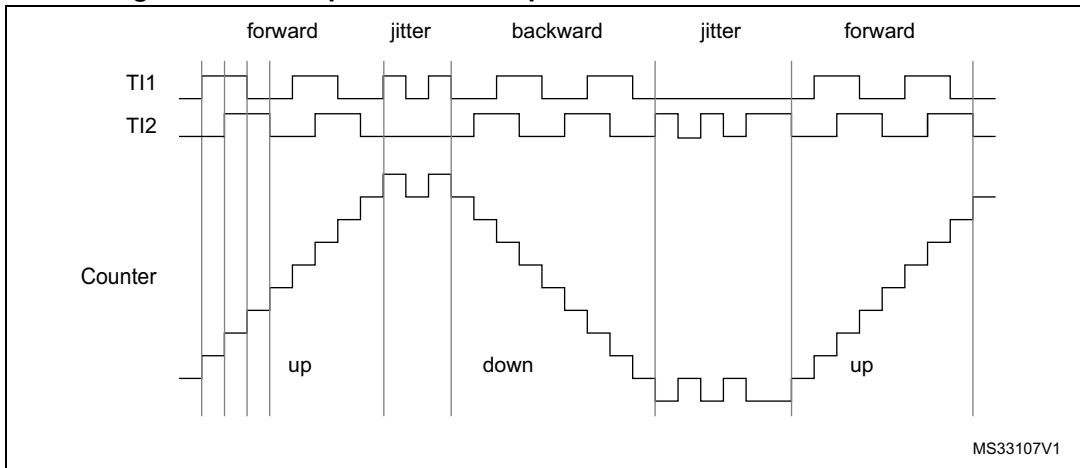 forward jitter backward jitter forward
TI1
TI2
Counter
up down up
MS33107V1